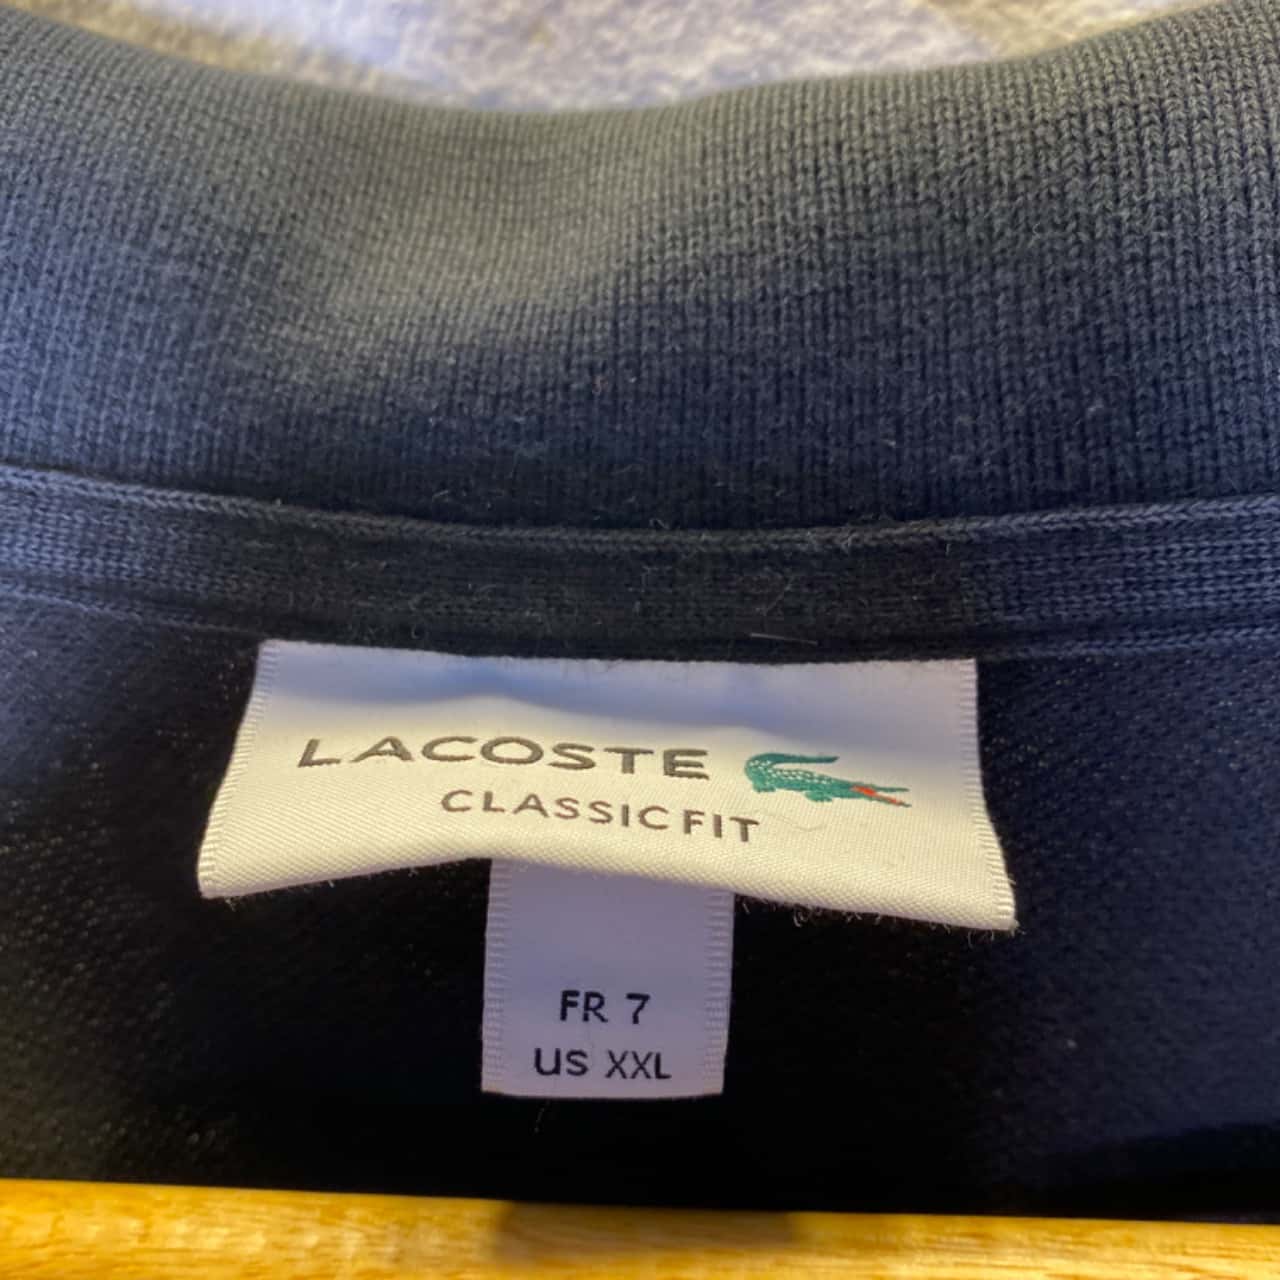 LACOSTE
CLASSIC FIT
FR 7
US XXL